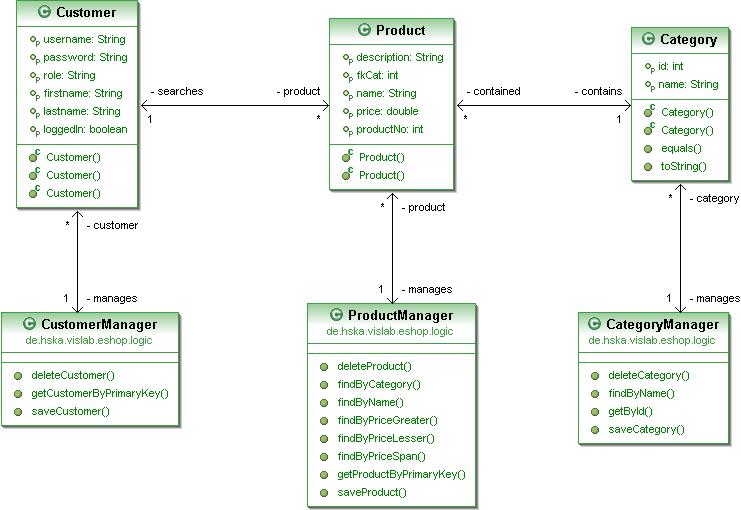 C Customer
username: String
password: String
role: String
firstname: String
lastname: String
loggedIn: boolean
Customer()
Customer()
Customer()
- searches
- product
1
*
C Product
description: String
fkCat: int
name: String
price: double
productNo: int
Product()
Product()
- contained
- contains
*
1
C Category
id: int
name: String
Category()
Category()
equals()
toString()
*
- customer
1
- manages
*
- product
1
- manages
*
- category
1
- manages
C CustomerManager
de.hska.vislab.eshop.logic
deleteCustomer()
getCustomerByPrimaryKey()
saveCustomer()
C ProductManager
de.hska.vislab.eshop.logic
deleteProduct()
findByCategory()
findByName()
findByPriceGreater()
findByPriceLesser()
findByPriceSpan()
getProductByPrimaryKey()
saveProduct()
C CategoryManager
de.hska.vislab.eshop.logic
deleteCategory()
findByName()
getById()
saveCategory()